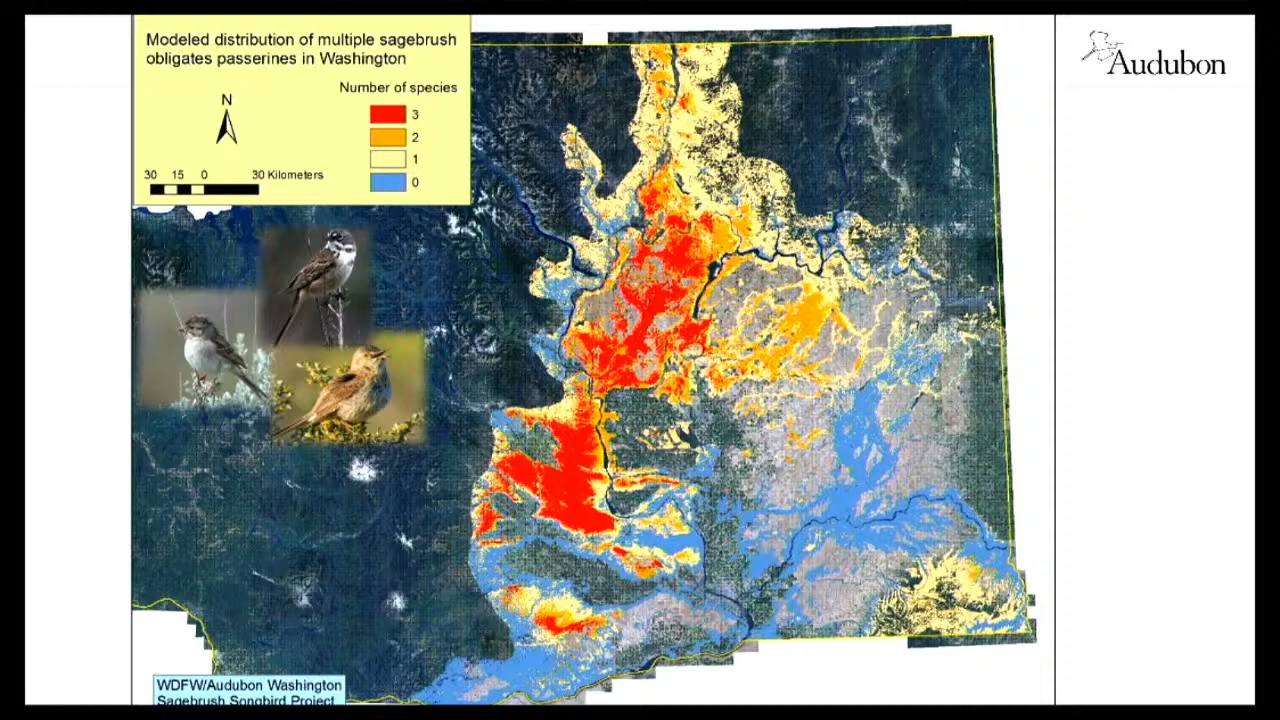 Modeled distribution of multiple sagebrush
obligates passerines in Washington
Number of species
N
3
2
1
0
30 15 0 30 Kilometers
Audubon
WDFW/Audubon Washington
Sagebrush Songbird Project